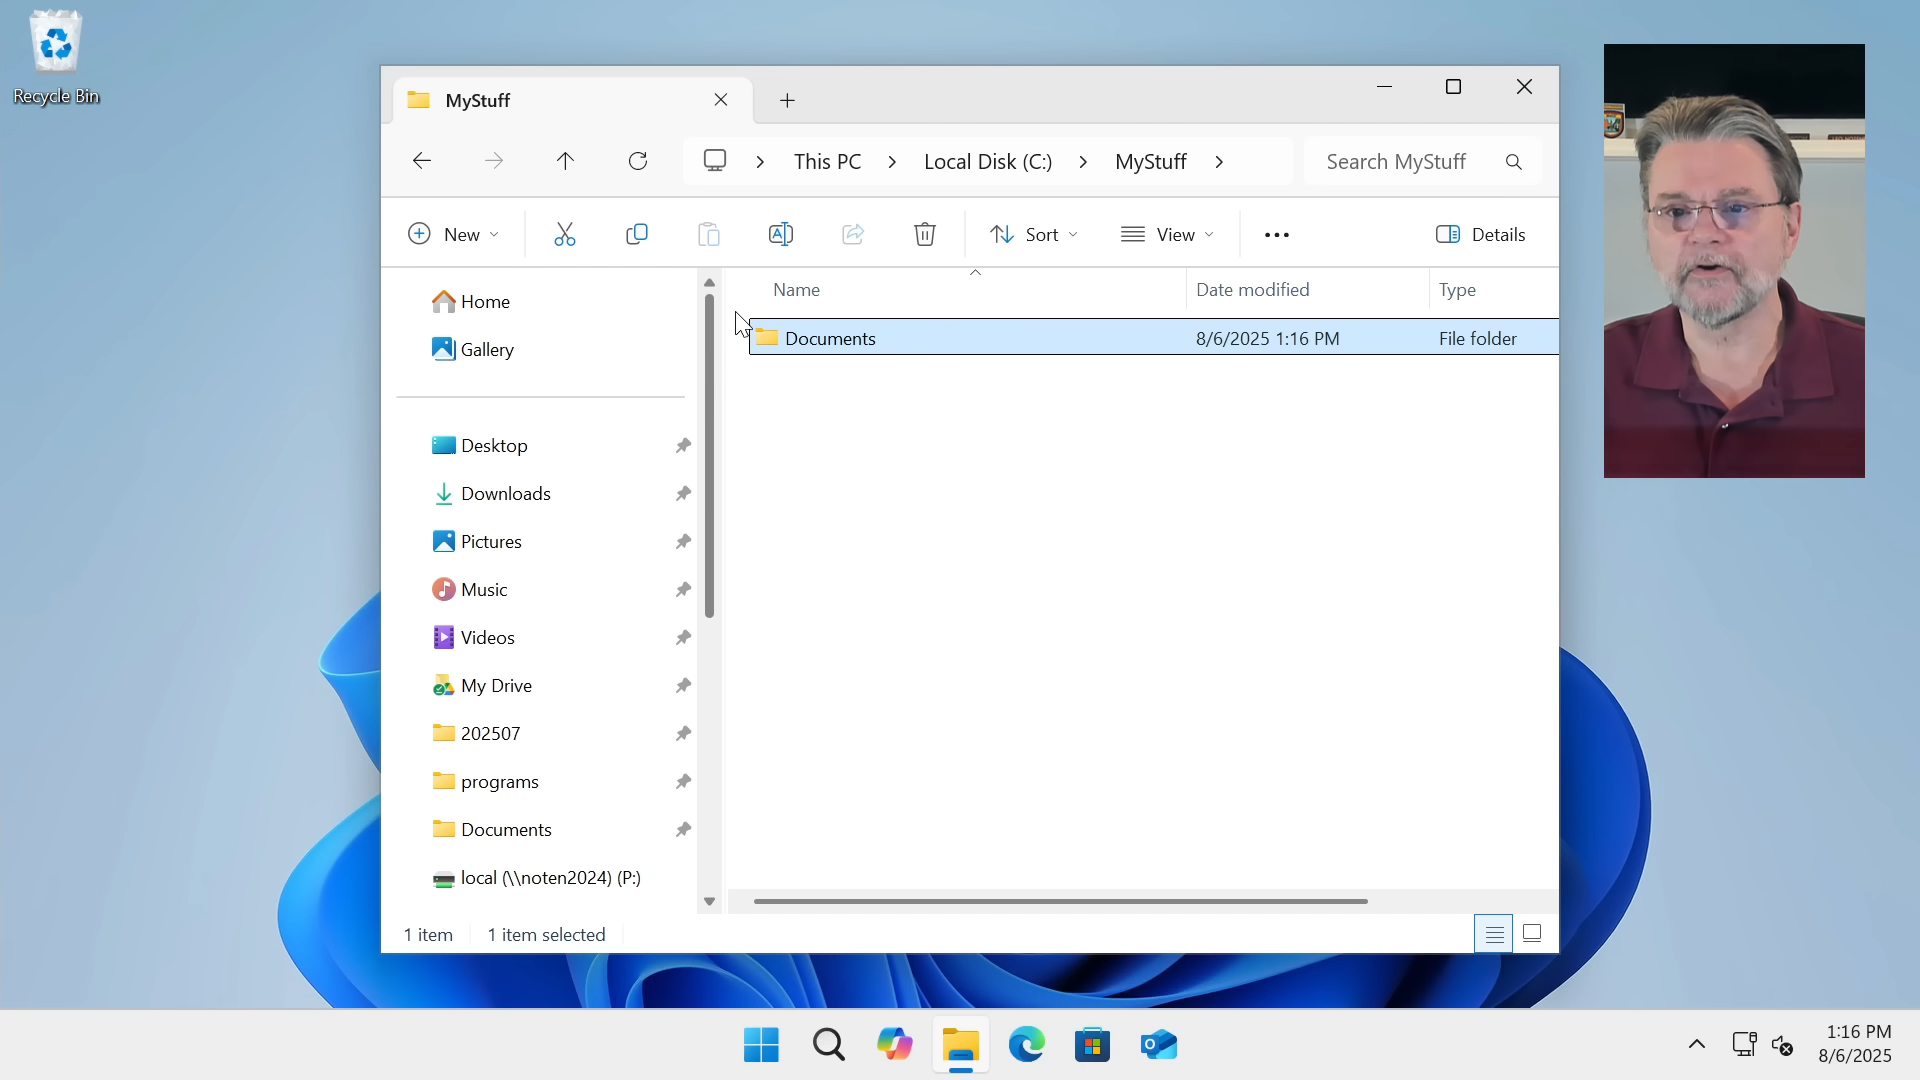 Recycle Bin
MyStuff
This PC
Local Disk (C:)
MyStuff
Search MyStuff
New
Sort
View
Details
Home
Gallery
Desktop
Downloads
Pictures
Music
Videos
My Drive
202507
programs
Documents
local (\\noten2024) (P:)
Name
Date modified
Type
Documents
8/6/2025 1:16 PM
File folder
1 item
1 item selected
1:16 PM
8/6/2025